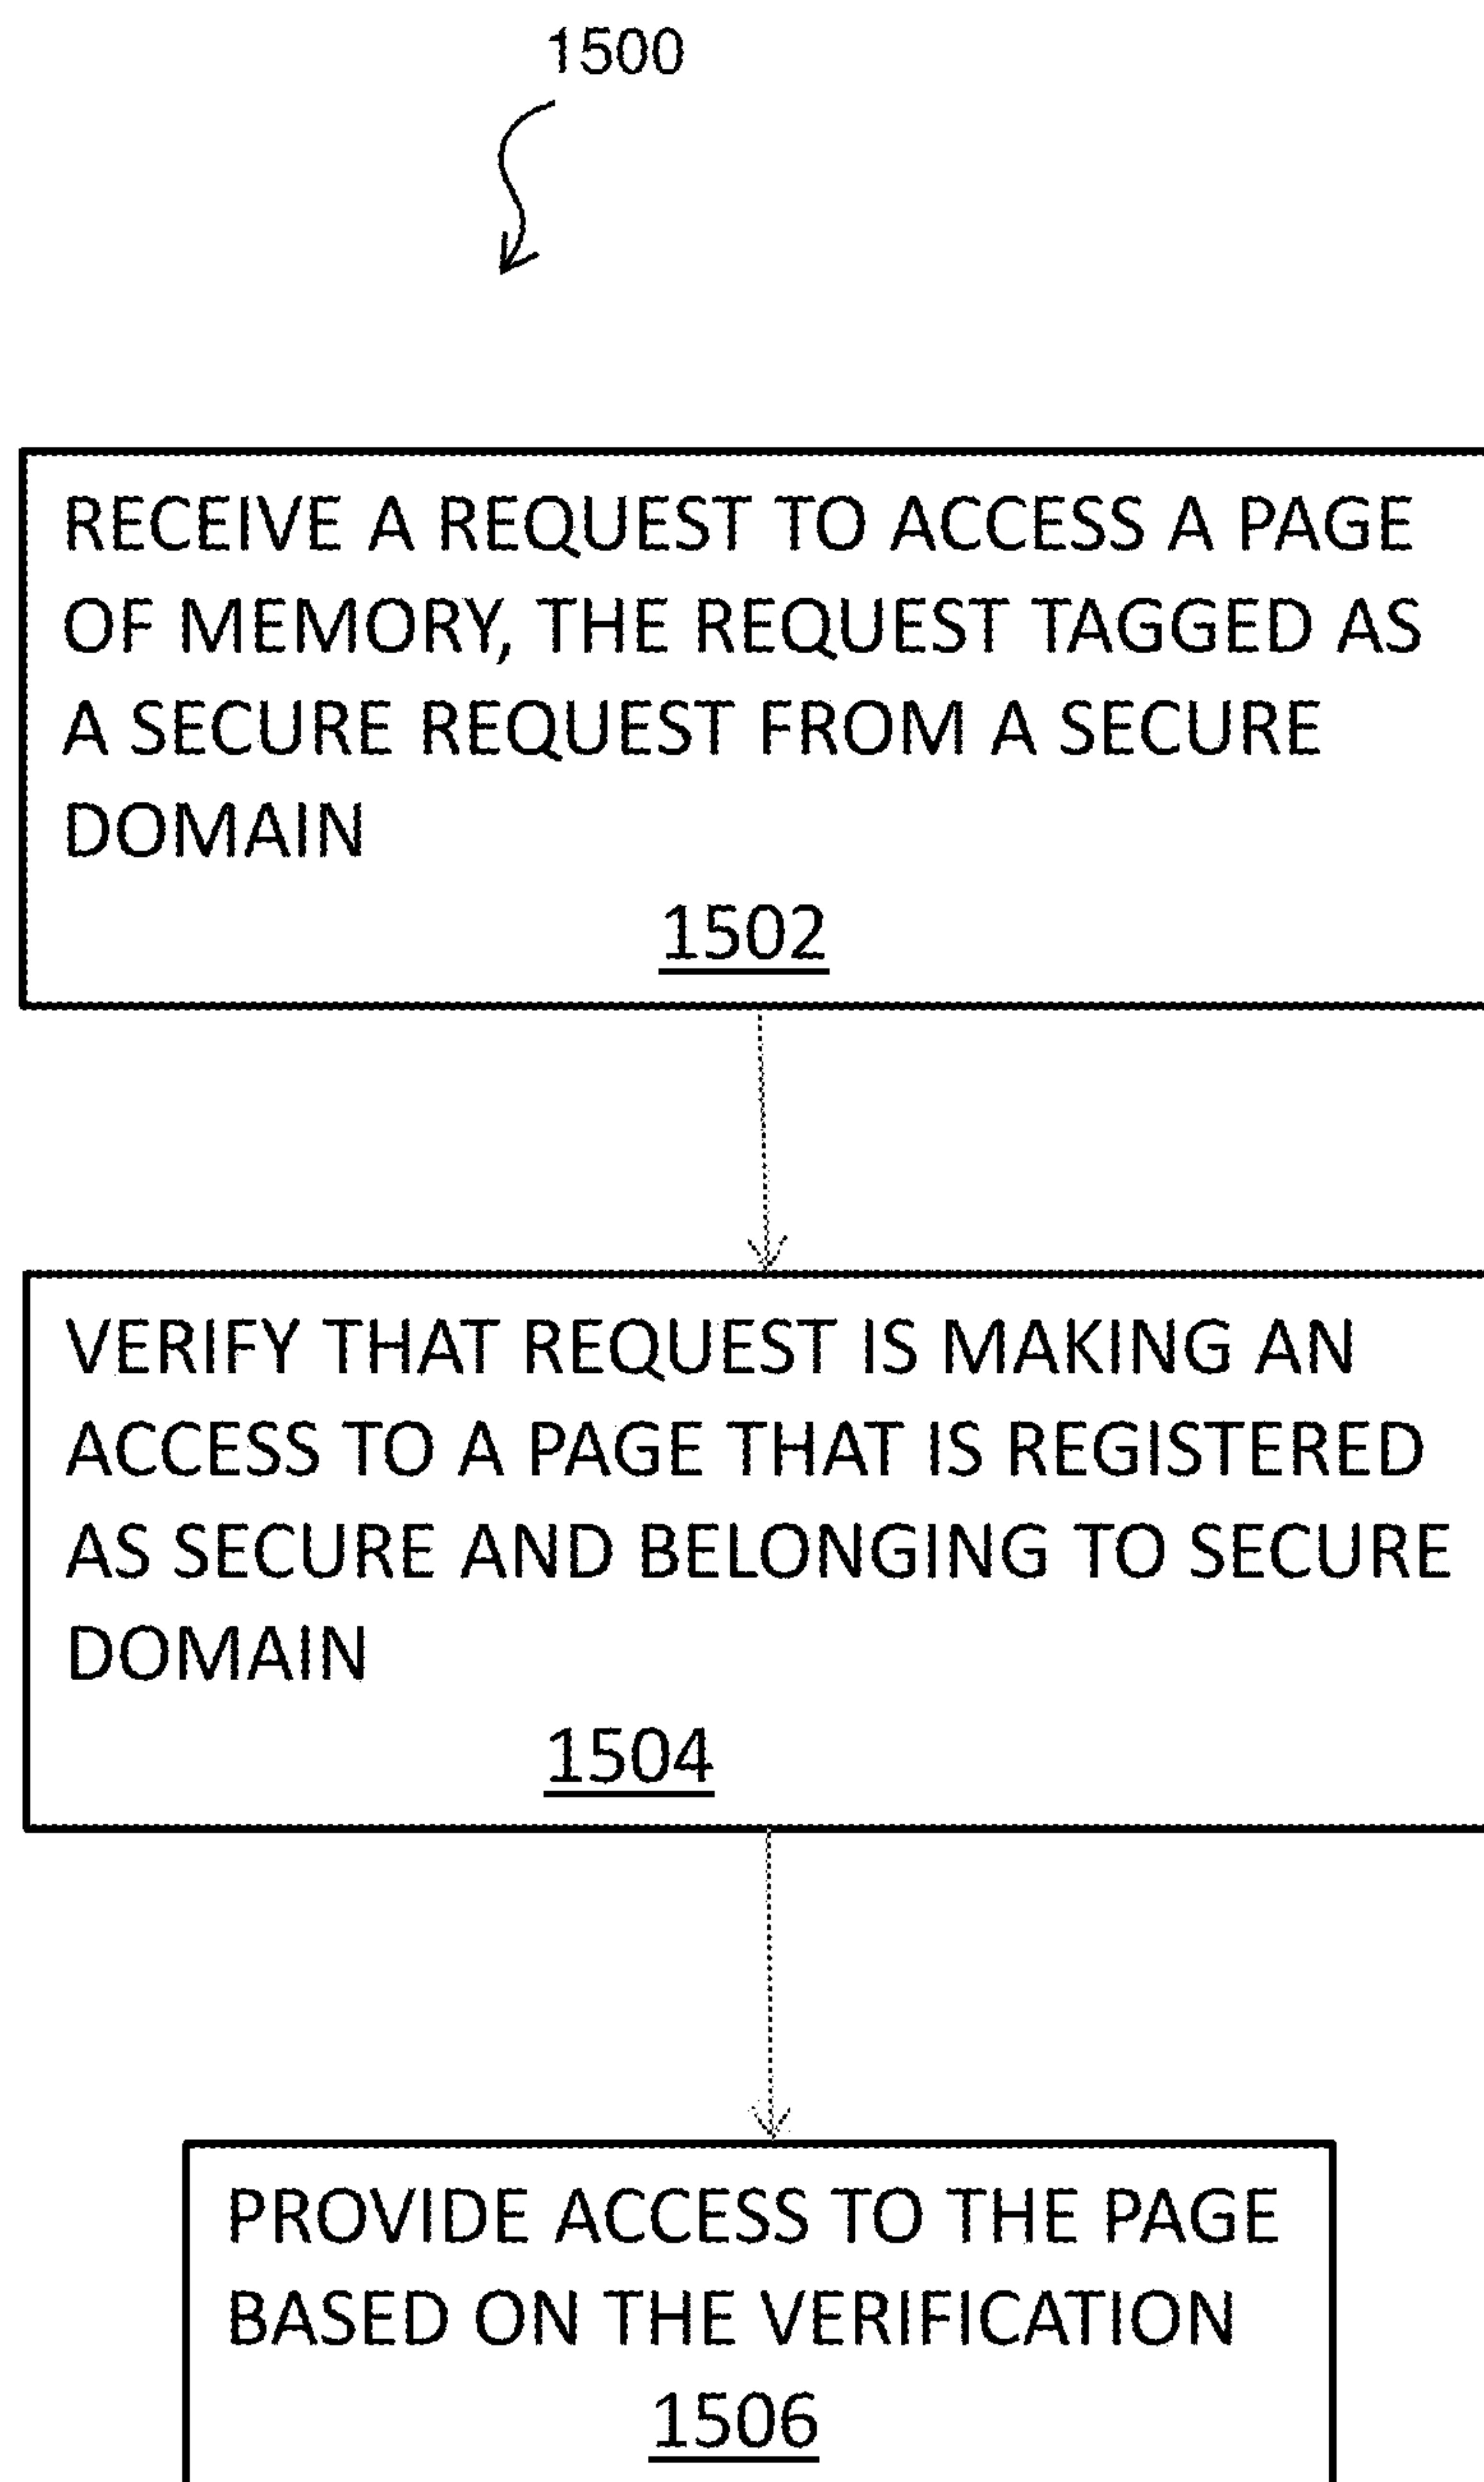 1500
RECEIVE A REQUEST TO ACCESS A PAGE
OF MEMORY, THE REQUEST TAGGED AS
A SECURE REQUEST FROM A SECURE
DOMAIN
1502
VERIFY THAT REQUEST IS MAKING AN
ACCESS TO A PAGE THAT IS REGISTERED
AS SECURE AND BELONGING TO SECURE
DOMAIN
1504
PROVIDE ACCESS TO THE PAGE
BASED ON THE VERIFICATION
1506